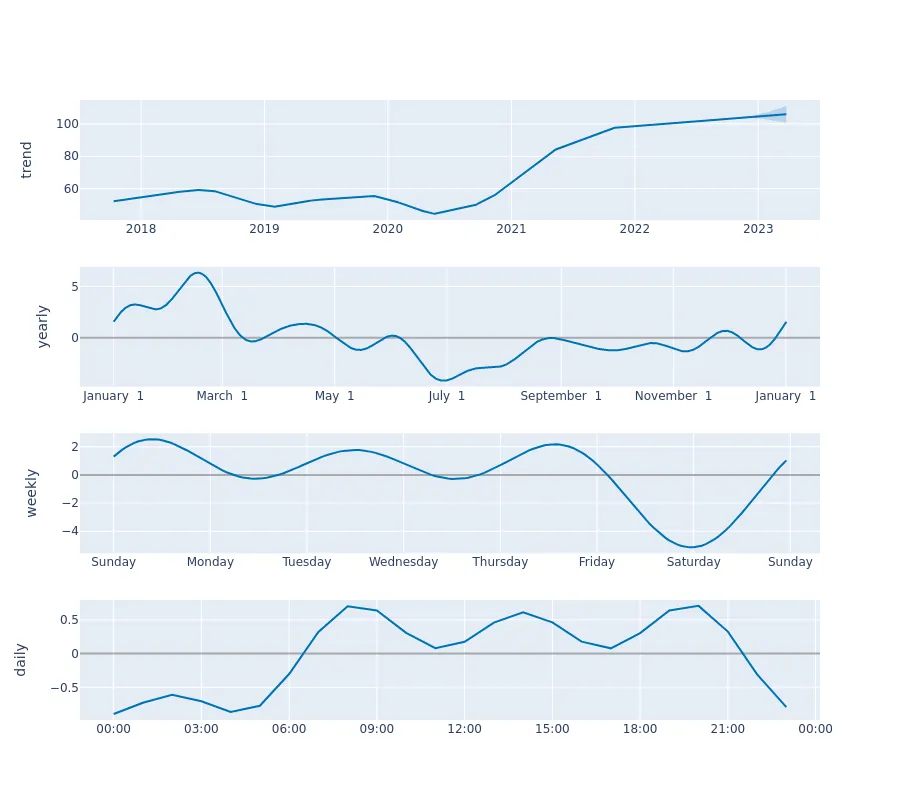 trend
100
80
60
2018 2019 2020 2021 2022 2023
yearly
5
0
January 1 March 1 May 1 July 1 September 1 November 1 January 1
weekly
2
0
−2
−4
Sunday Monday Tuesday Wednesday Thursday Friday Saturday Sunday
daily
0.5
0
−0.5
00:00 03:00 06:00 09:00 12:00 15:00 18:00 21:00 00:00